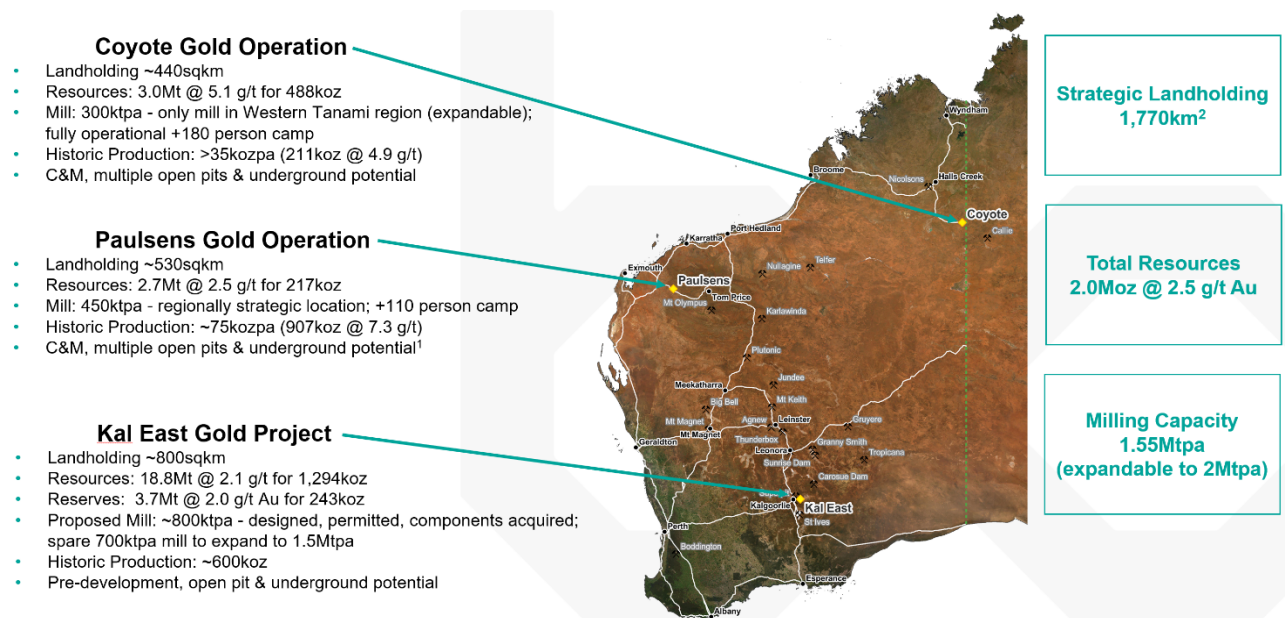 Coyote Gold Operation
• Landholding ~440sqkm
• Resources: 3.0Mt @ 5.1 g/t for 488koz
• Mill: 300ktpa - only mill in Western Tanami region (expandable);
fully operational +180 person camp
• Historic Production: >35kozpa (211koz @ 4.9 g/t)
• C&M, multiple open pits & underground potential
Paulsens Gold Operation
• Landholding ~530sqkm
• Resources: 2.7Mt @ 2.5 g/t for 217koz
• Mill: 450ktpa - regionally strategic location; +110 person camp
• Historic Production: ~75kozpa (907koz @ 7.3 g/t)
• C&M, multiple open pits & underground potential¹
Kal East Gold Project
• Landholding ~800sqkm
• Resources: 18.8Mt @ 2.1 g/t for 1,294koz
• Reserves: 3.7Mt @ 2.0 g/t Au for 243koz
• Proposed Mill: ~800ktpa - designed, permitted, components acquired;
spare 700ktpa mill to expand to 1.5Mtpa
• Historic Production: ~600koz
• Pre-development, open pit & underground potential
Wyndham
Broome
Nicolsons
Halls Creek
Coyote
Callie
Port Hedland
Karratha
Exmouth
Nullagine
Telfer
Paulsens
Tom Price
Mt Olympus
Karlawinda
Plutonic
Meekatharra
Jundee
Big Bell
Mt Keith
Mt Magnet
Mt Magnet
Agnew
Leinster
Gruyere
Geraldton
Thunderbox
Leonora
Granny Smith
Sunrise Dam
Tropicana
Carosue Dam
Kalgoorlie
Kal East
St Ives
Perth
Boddington
Esperance
Albany
Strategic Landholding
1,770km²
Total Resources
2.0Moz @ 2.5 g/t Au
Milling Capacity
1.55Mtpa
(expandable to 2Mtpa)